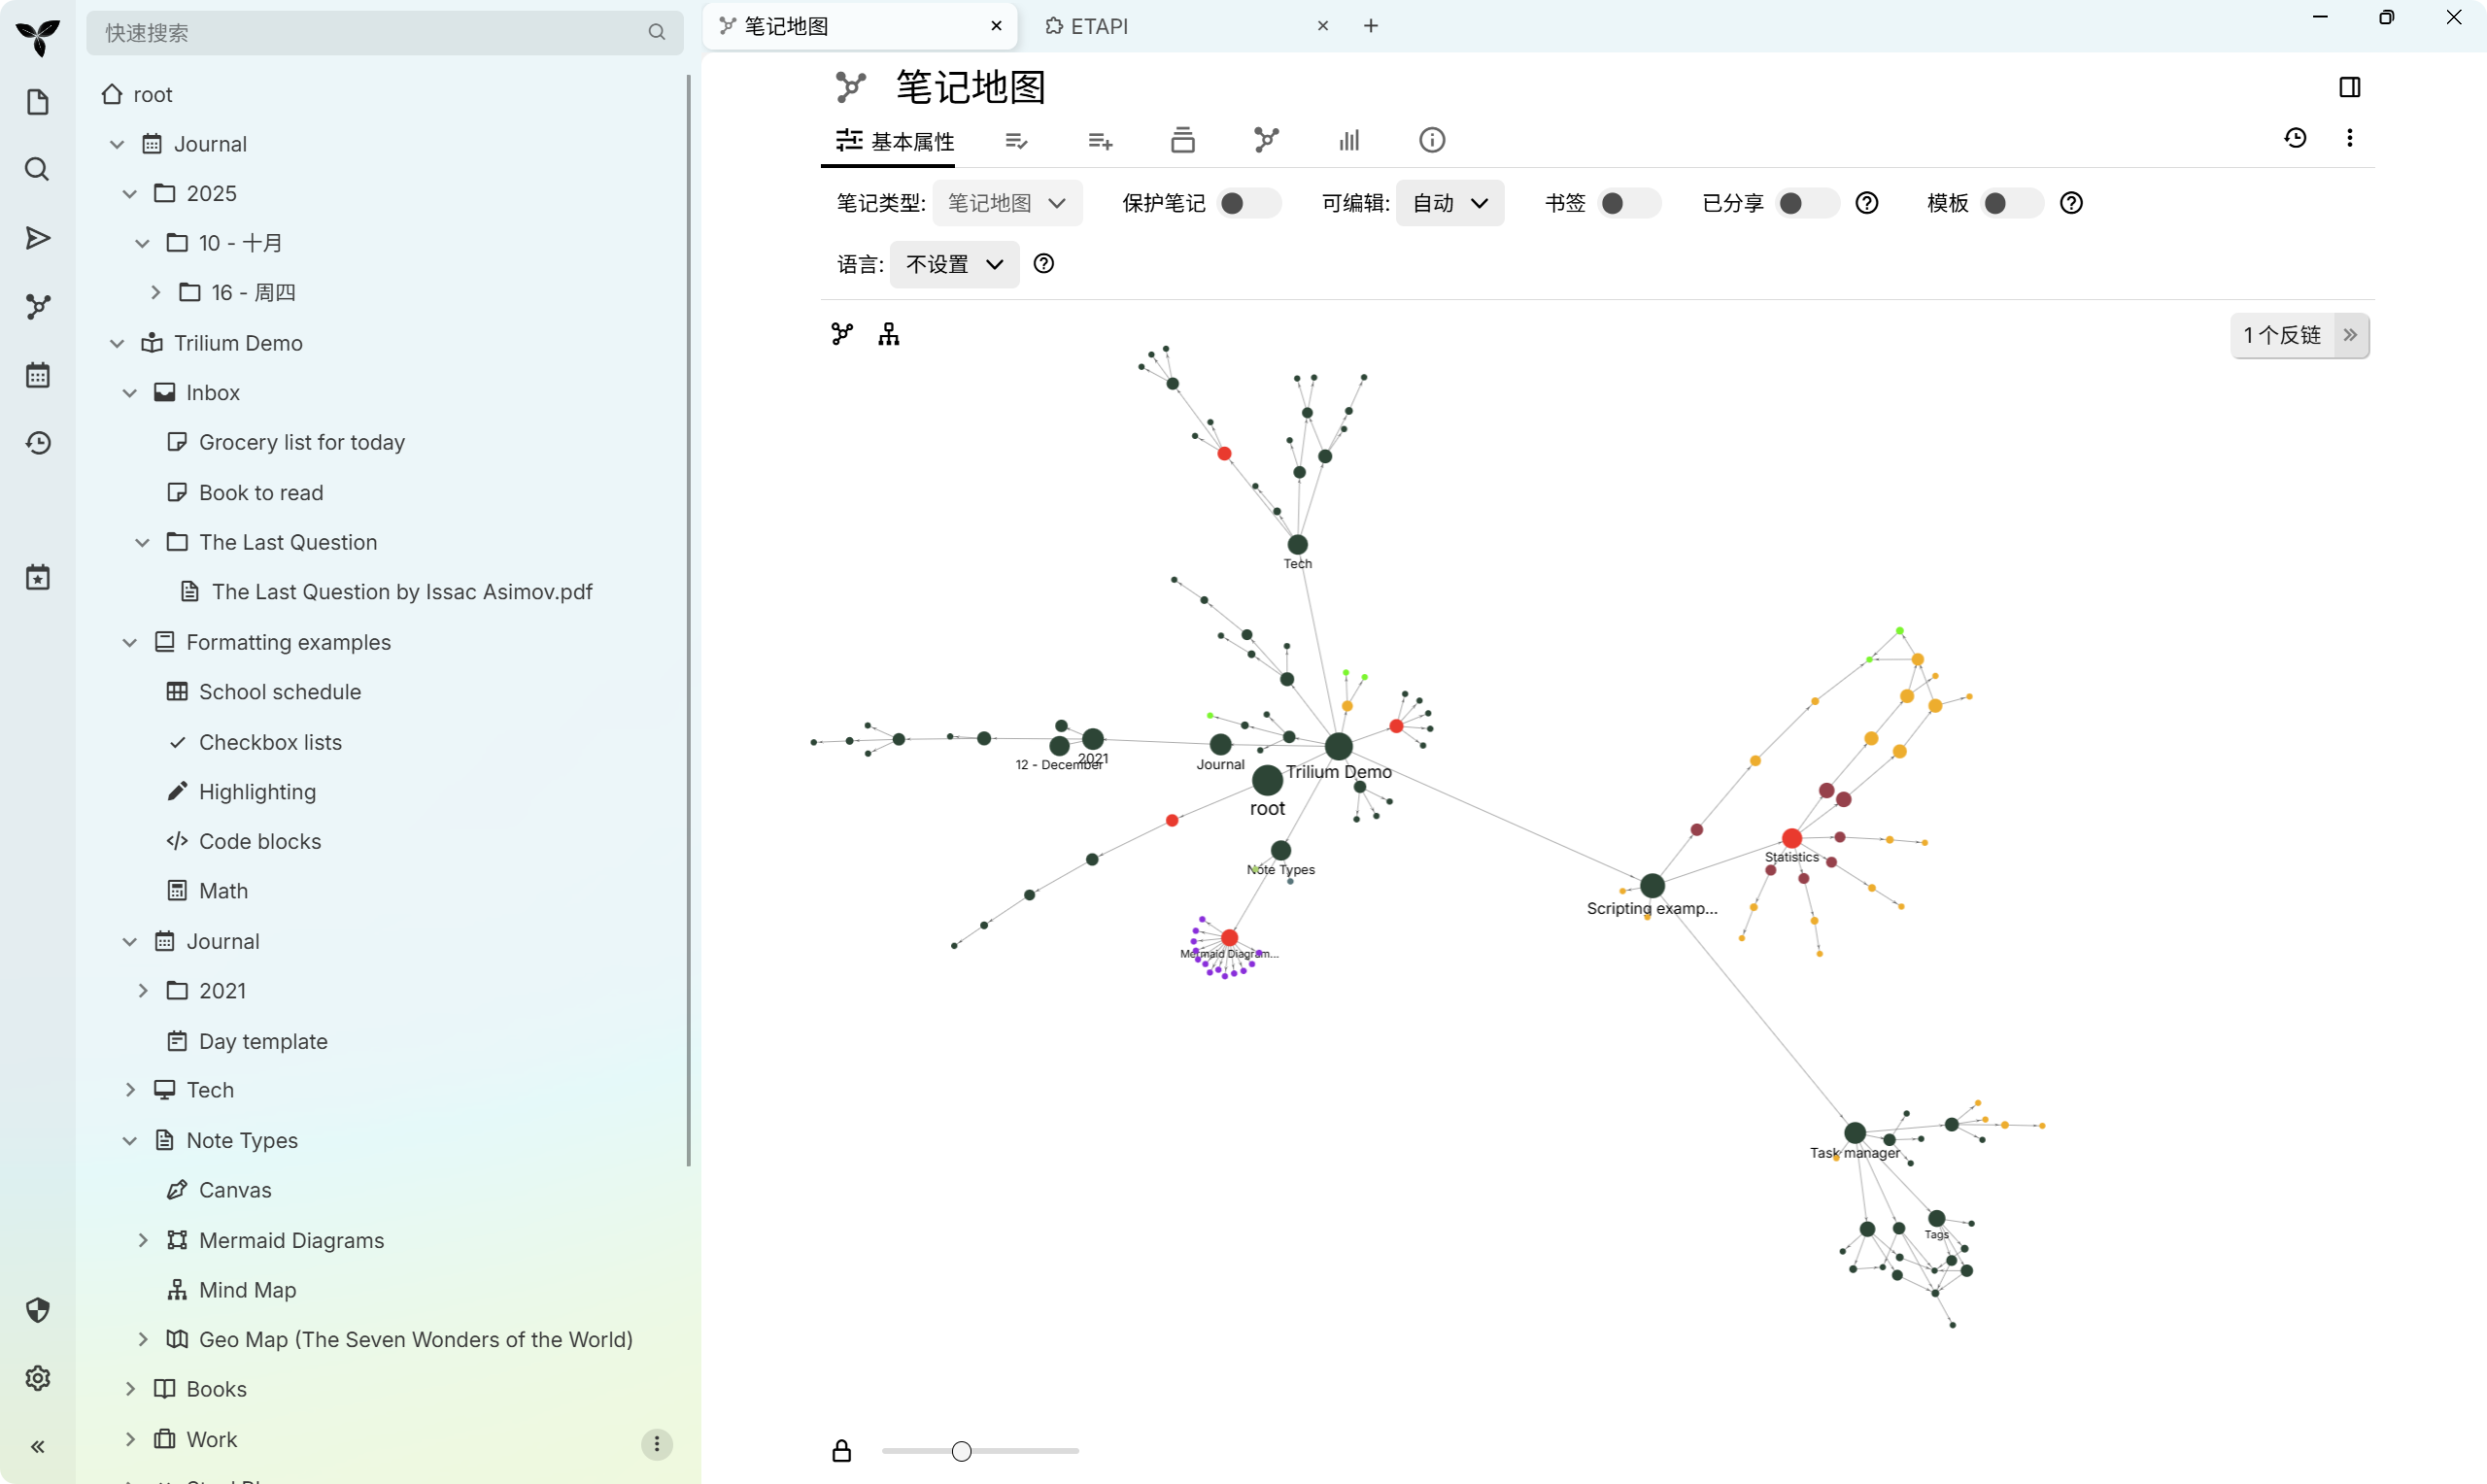 快速搜索
root
Journal
2025
10 - 十月
16 - 周四
Trilium Demo
Inbox
Grocery list for today
Book to read
The Last Question
The Last Question by Issac Asimov.pdf
Formatting examples
School schedule
Checkbox lists
Highlighting
Code blocks
Math
Journal
2021
Day template
Tech
Note Types
Canvas
Mermaid Diagrams
Mind Map
Geo Map (The Seven Wonders of the World)
Books
Work
笔记地图
ETAPI
笔记地图
基本属性
笔记类型: 笔记地图 保护笔记 可编辑: 自动 书签 已分享 模板
语言: 不设置
1 个反链
Tech
2021
12 - December
Journal
Trilium Demo
root
Note Types
Mermaid Diagram...
Statistics
Scripting examp...
Task manager
Tags